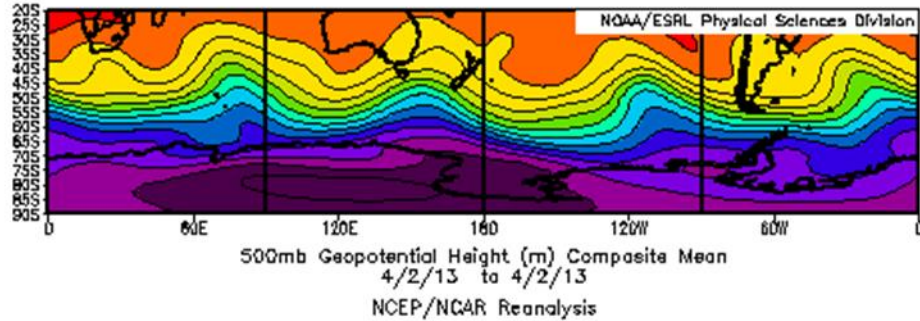 NOAA/ESRL Physical Sciences Division
20S
25S
30S
35S
40S
45S
50S
55S
60S
65S
70S
75S
80S
85S
90S
0 60E 120E 180 120W 60W 0
500mb Geopotential Height (m) Composite Mean
4/2/13 to 4/2/13
NCEP/NCAR Reanalysis